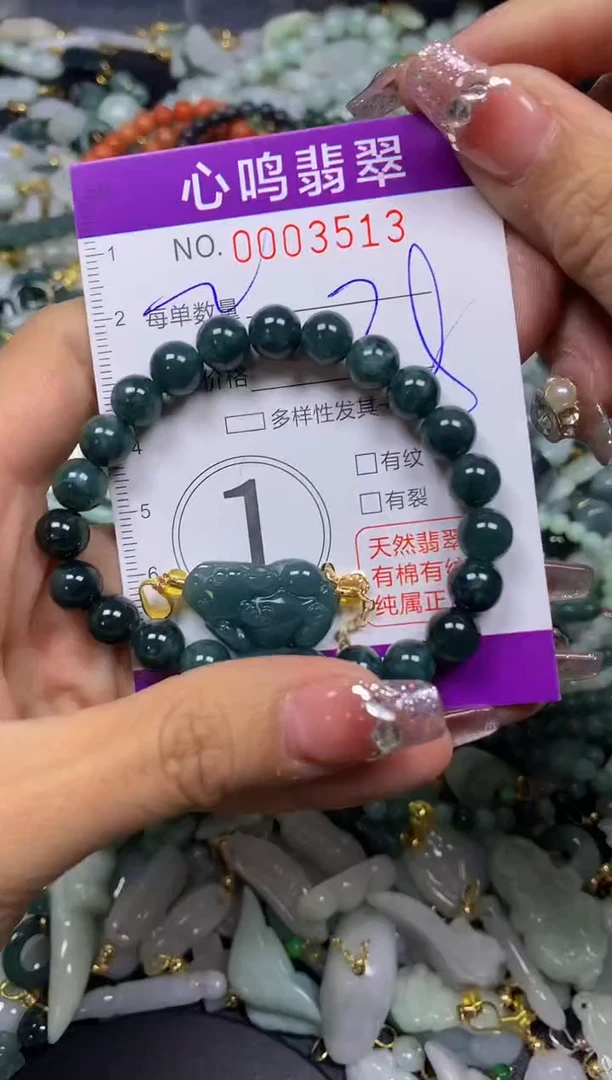 心鸣翡翠
NO. 0003513
1
2 每单数量
价格
多样性发其一
4
有纹
5 有裂
1
天然翡翠
6 有棉有纹
纯属正